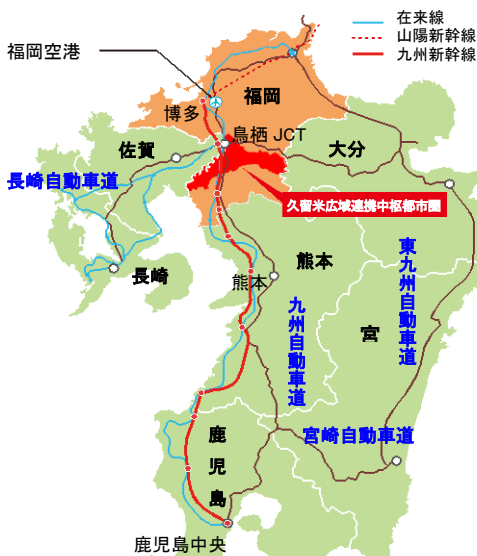 在来線
山陽新幹線
九州新幹線
福岡空港
福岡
博多
鳥栖 JCT
佐賀
大分
長崎自動車道
久留米広域連携中枢都市圏
長崎
熊本
熊本
東九州自動車道
九州自動車道
宮
宮崎自動車道
鹿児島
鹿児島中央